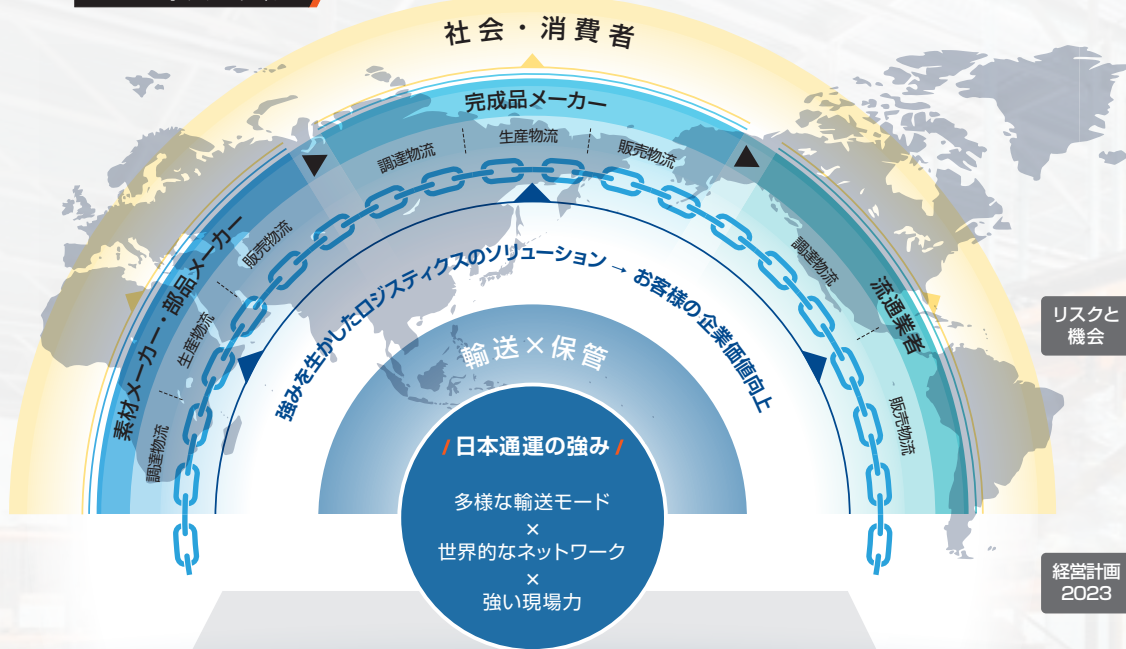 社会・消費者
完成品メーカー
調達物流
生産物流
販売物流
素材メーカー・部品メーカー
調達物流
生産物流
販売物流
流通業者
調達物流
販売物流
強みを生かしたロジスティクスのソリューション → お客様の企業価値向上
輸送×保管
/ 日本通運の強み /
多様な輸送モード
×
世界的なネットワーク
×
強い現場力
リスクと
機会
経営計画
2023